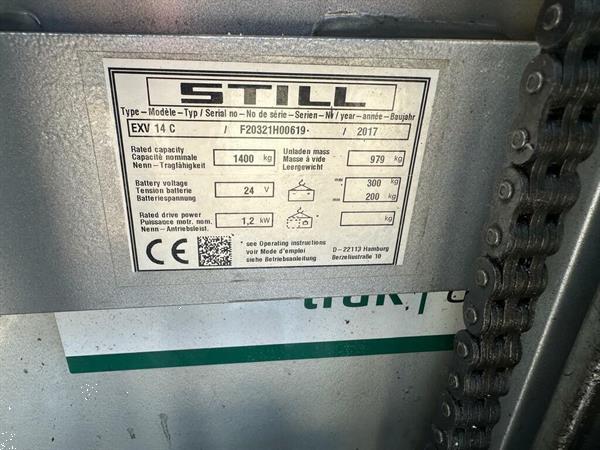 STILL
Type – Modèle – Typ / Serial no – No de série – Serien – Nr / year – année – Baujahr
EXV 14 C / F20321H00619 / 2017
Rated capacity
Capacité nominale 1400 kg
Nenn – Tragfähigkeit
Unladen mass
Masse à vide 979 kg
Leergewicht
Battery voltage
Tension batterie 24 V
Batteriespannung
max 300 kg
min 200 kg
Rated drive power
Puissance motr. nom. 1,2 kW
Nenn – Antriebsleist.
kg
CE
see Operating instructions
voir Mode d'emploi
siehe Betriebsanleitung
D – 22113 Hamburg
Berzeliusstraße 10